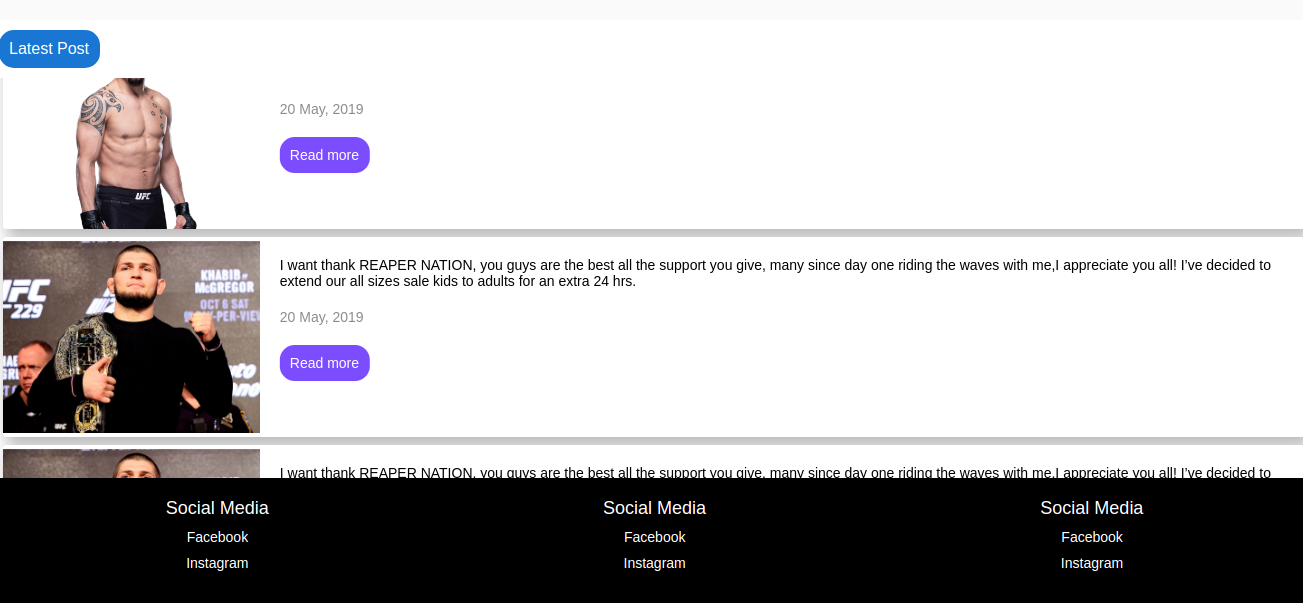 Latest Post
20 May, 2019
Read more
UFC
I want thank REAPER NATION, you guys are the best all the support you give, many since day one riding the waves with me,I appreciate you all! I’ve decided to
extend our all sizes sale kids to adults for an extra 24 hrs.
20 May, 2019
Read more
UFC
229
KHABIB
McGREGOR
OCT 6 SAT
PAY-PER-VIEW
I want thank REAPER NATION, you guys are the best all the support you give, many since day one riding the waves with me,I appreciate you all! I’ve decided to
Social Media
Facebook
Instagram
Social Media
Facebook
Instagram
Social Media
Facebook
Instagram